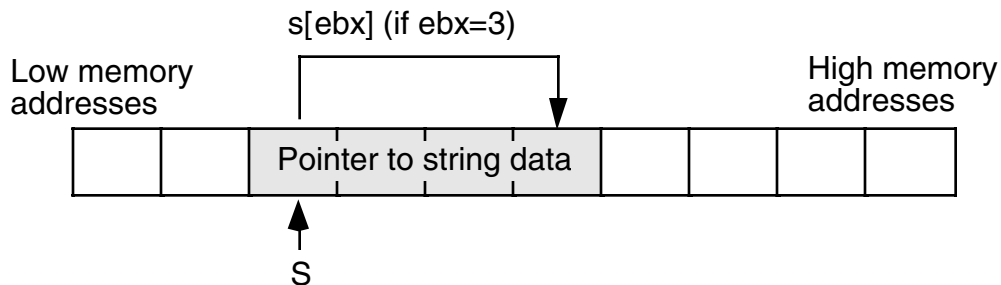 s[ebx] (if ebx=3)
Low memory
addresses
High memory
addresses
Pointer to string data
S